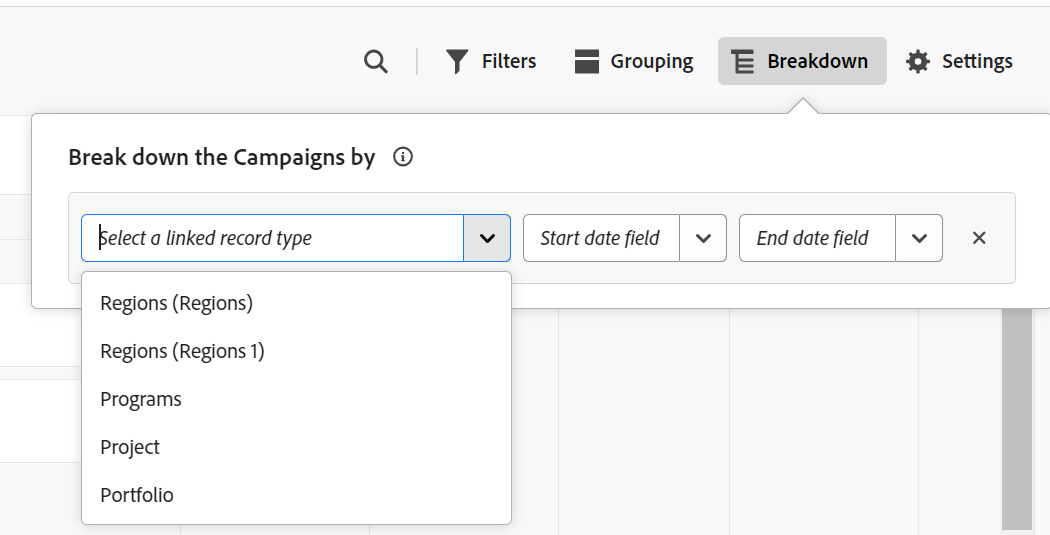 Filters Grouping Breakdown Settings
Break down the Campaigns by
Select a linked record type Start date field End date field
Regions (Regions)
Regions (Regions 1)
Programs
Project
Portfolio